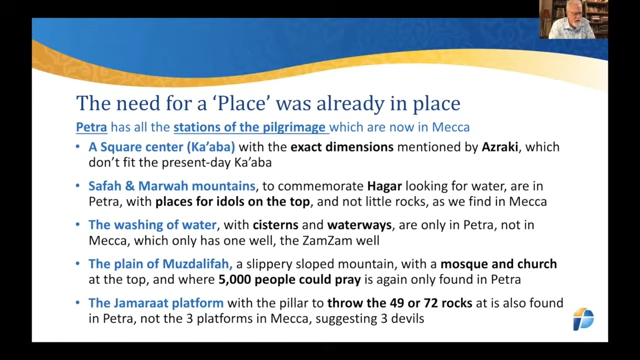 The need for a 'Place' was already in place
Petra has all the stations of the pilgrimage which are now in Mecca
• A Square center (Ka'aba) with the exact dimensions mentioned by Azraki, which
don't fit the present-day Ka'aba
• Safah & Marwah mountains, to commemorate Hagar looking for water, are in
Petra, with places for idols on the top, and not little rocks, as we find in Mecca
• The washing of water, with cisterns and waterways, are only in Petra, not in
Mecca, which only has one well, the ZamZam well
• The plain of Muzdalifah, a slippery sloped mountain, with a mosque and church
at the top, and where 5,000 people could pray is again only found in Petra
• The Jamaraat platform with the pillar to throw the 49 or 72 rocks at is also found
in Petra, not the 3 platforms in Mecca, suggesting 3 devils